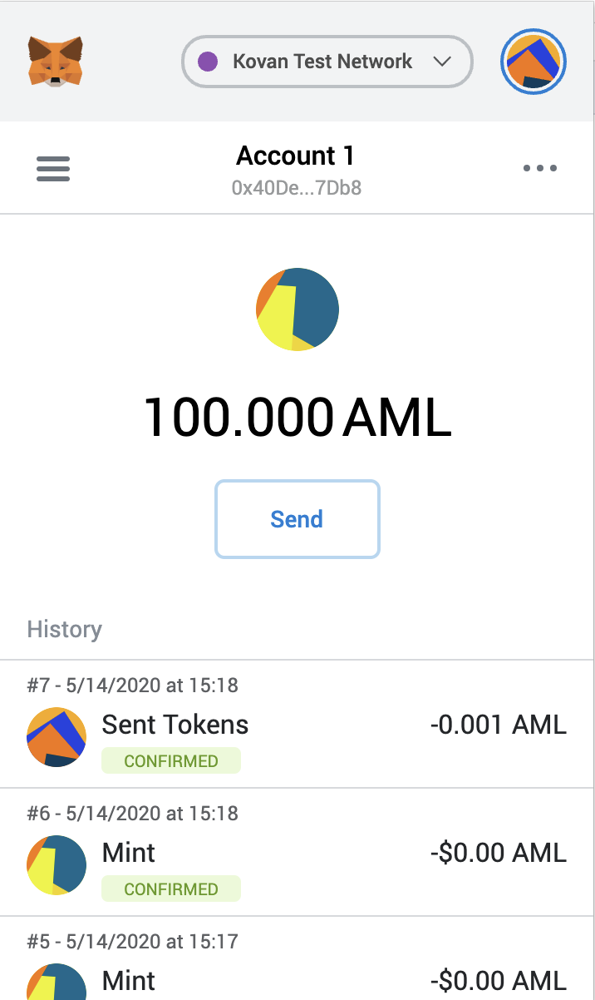 Kovan Test Network
Account 1
0x40De...7Db8
100.000 AML
Send
History
#7 - 5/14/2020 at 15:18
Sent Tokens -0.001 AML
CONFIRMED
#6 - 5/14/2020 at 15:18
Mint -$0.00 AML
CONFIRMED
#5 - 5/14/2020 at 15:17
Mint -$0.00 AML